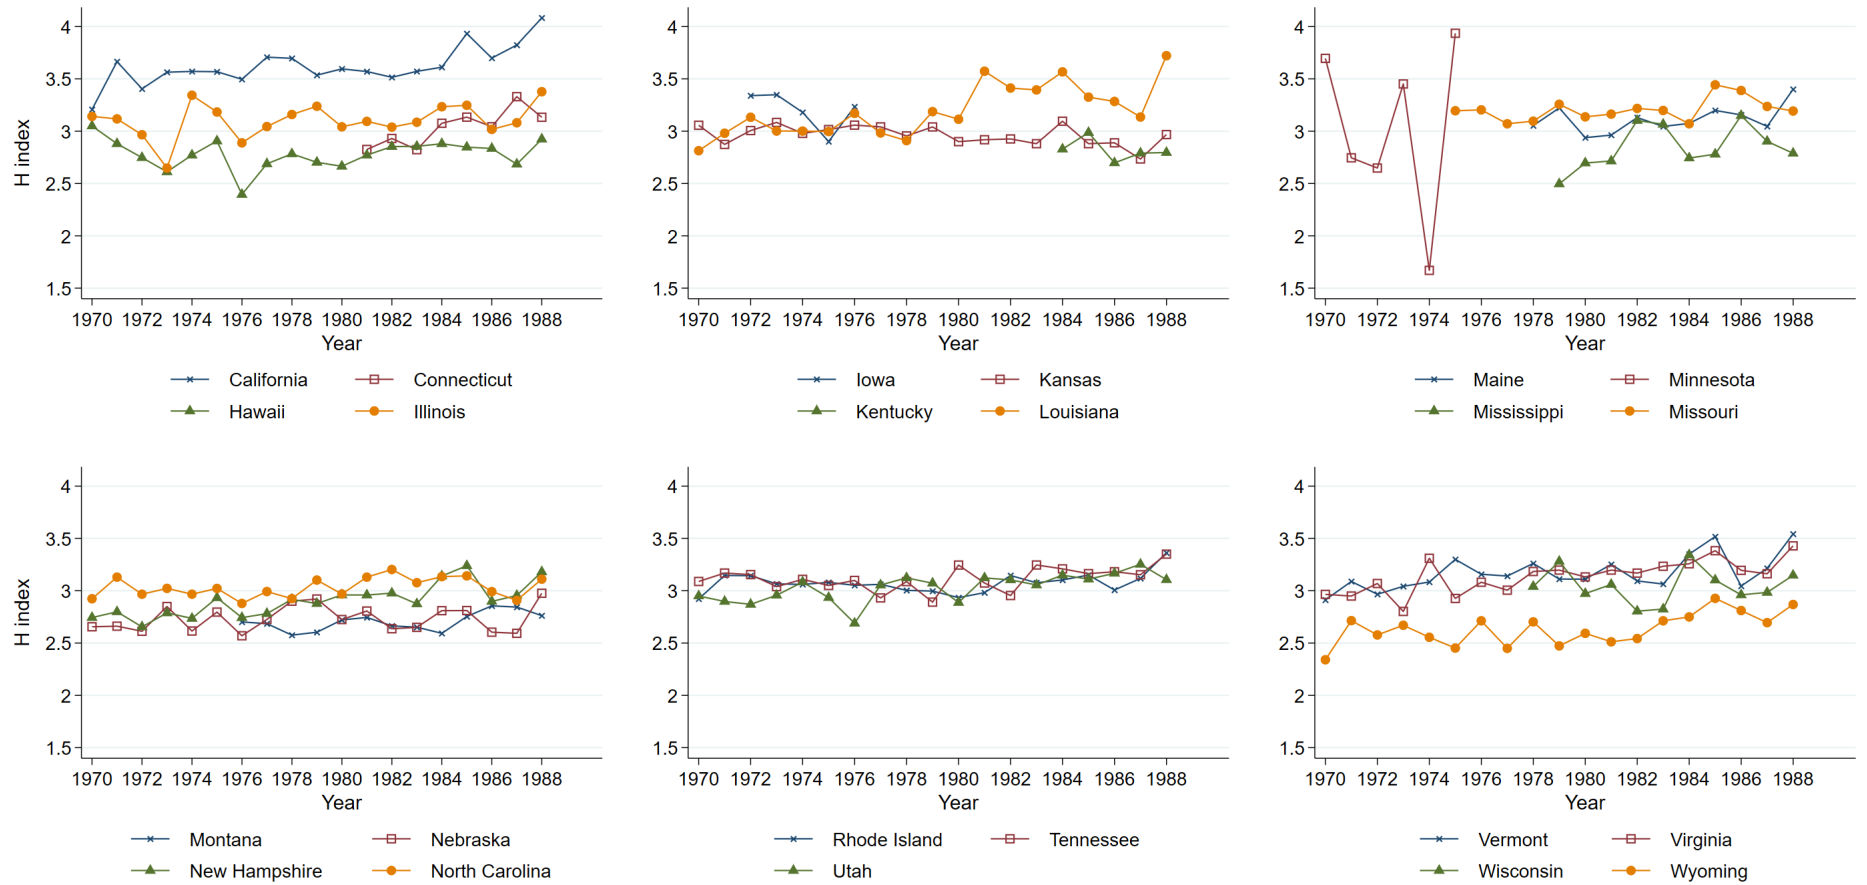 H index
4
3.5
3
2.5
2
1.5
1970 1972 1974 1976 1978 1980 1982 1984 1986 1988
Year
California Connecticut
Hawaii Illinois
4
3.5
3
2.5
2
1.5
1970 1972 1974 1976 1978 1980 1982 1984 1986 1988
Year
Iowa Kansas
Kentucky Louisiana
4
3.5
3
2.5
2
1.5
1970 1972 1974 1976 1978 1980 1982 1984 1986 1988
Year
Maine Minnesota
Mississippi Missouri
H index
4
3.5
3
2.5
2
1.5
1970 1972 1974 1976 1978 1980 1982 1984 1986 1988
Year
Montana Nebraska
New Hampshire North Carolina
4
3.5
3
2.5
2
1.5
1970 1972 1974 1976 1978 1980 1982 1984 1986 1988
Year
Rhode Island Tennessee
Utah
4
3.5
3
2.5
2
1.5
1970 1972 1974 1976 1978 1980 1982 1984 1986 1988
Year
Vermont Virginia
Wisconsin Wyoming